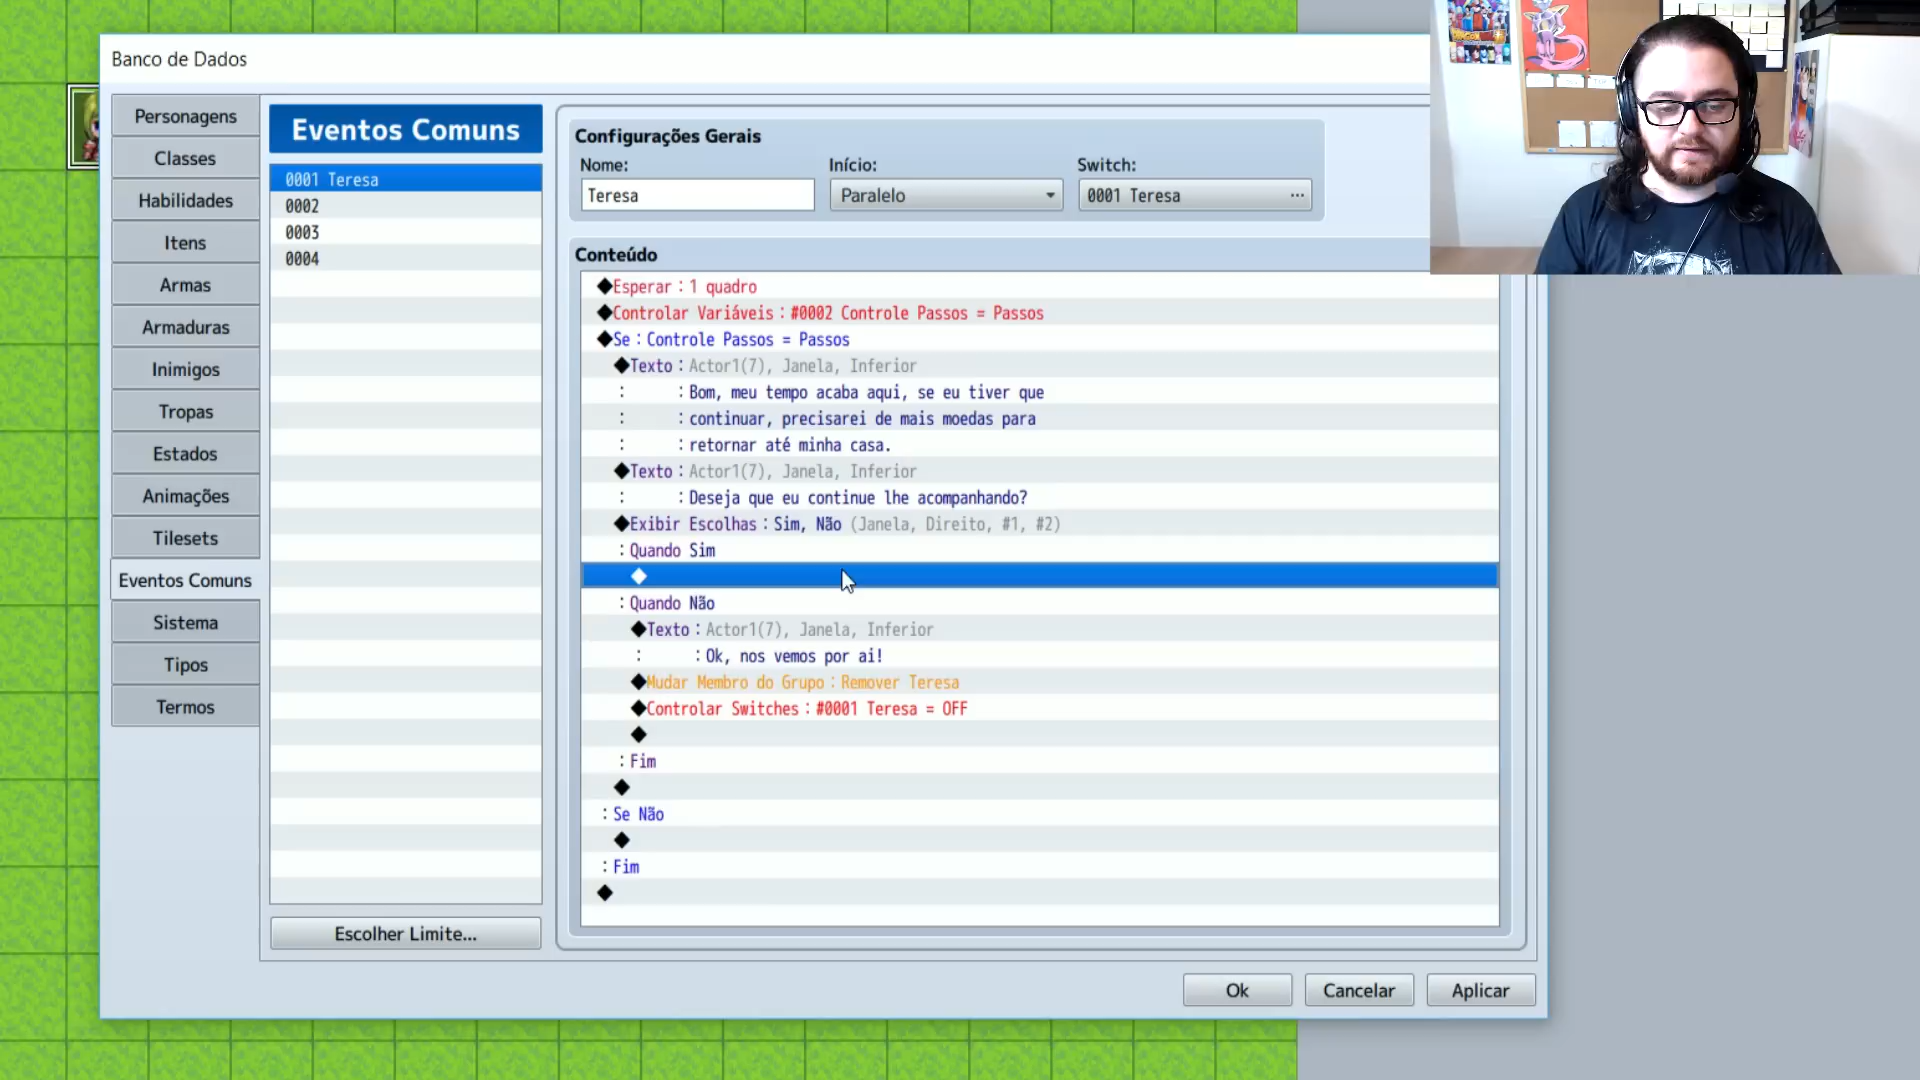 Banco de Dados
Personagens
Classes
Habilidades
Itens
Armas
Armaduras
Inimigos
Tropas
Estados
Animações
Tilesets
Eventos Comuns
Sistema
Tipos
Termos
Eventos Comuns
0001 Teresa
0002
0003
0004
Escolher Limite...
Configurações Gerais
Nome:
Início:
Switch:
Teresa
Paralelo
0001 Teresa
...
Conteúdo
◆Esperar : 1 quadro
◆Controlar Variáveis : #0002 Controle Passos = Passos
◆Se : Controle Passos = Passos
◆Texto : Actor1(7), Janela, Inferior
: : Bom, meu tempo acaba aqui, se eu tiver que
: : continuar, precisarei de mais moedas para
: : retornar até minha casa.
◆Texto : Actor1(7), Janela, Inferior
: : Deseja que eu continue lhe acompanhando?
◆Exibir Escolhas : Sim, Não (Janela, Direito, #1, #2)
: Quando Sim
◆
: Quando Não
◆Texto : Actor1(7), Janela, Inferior
: : Ok, nos vemos por ai!
◆Mudar Membro do Grupo : Remover Teresa
◆Controlar Switches : #0001 Teresa = OFF
◆
: Fim
◆
: Se Não
◆
: Fim
◆
Ok
Cancelar
Aplicar